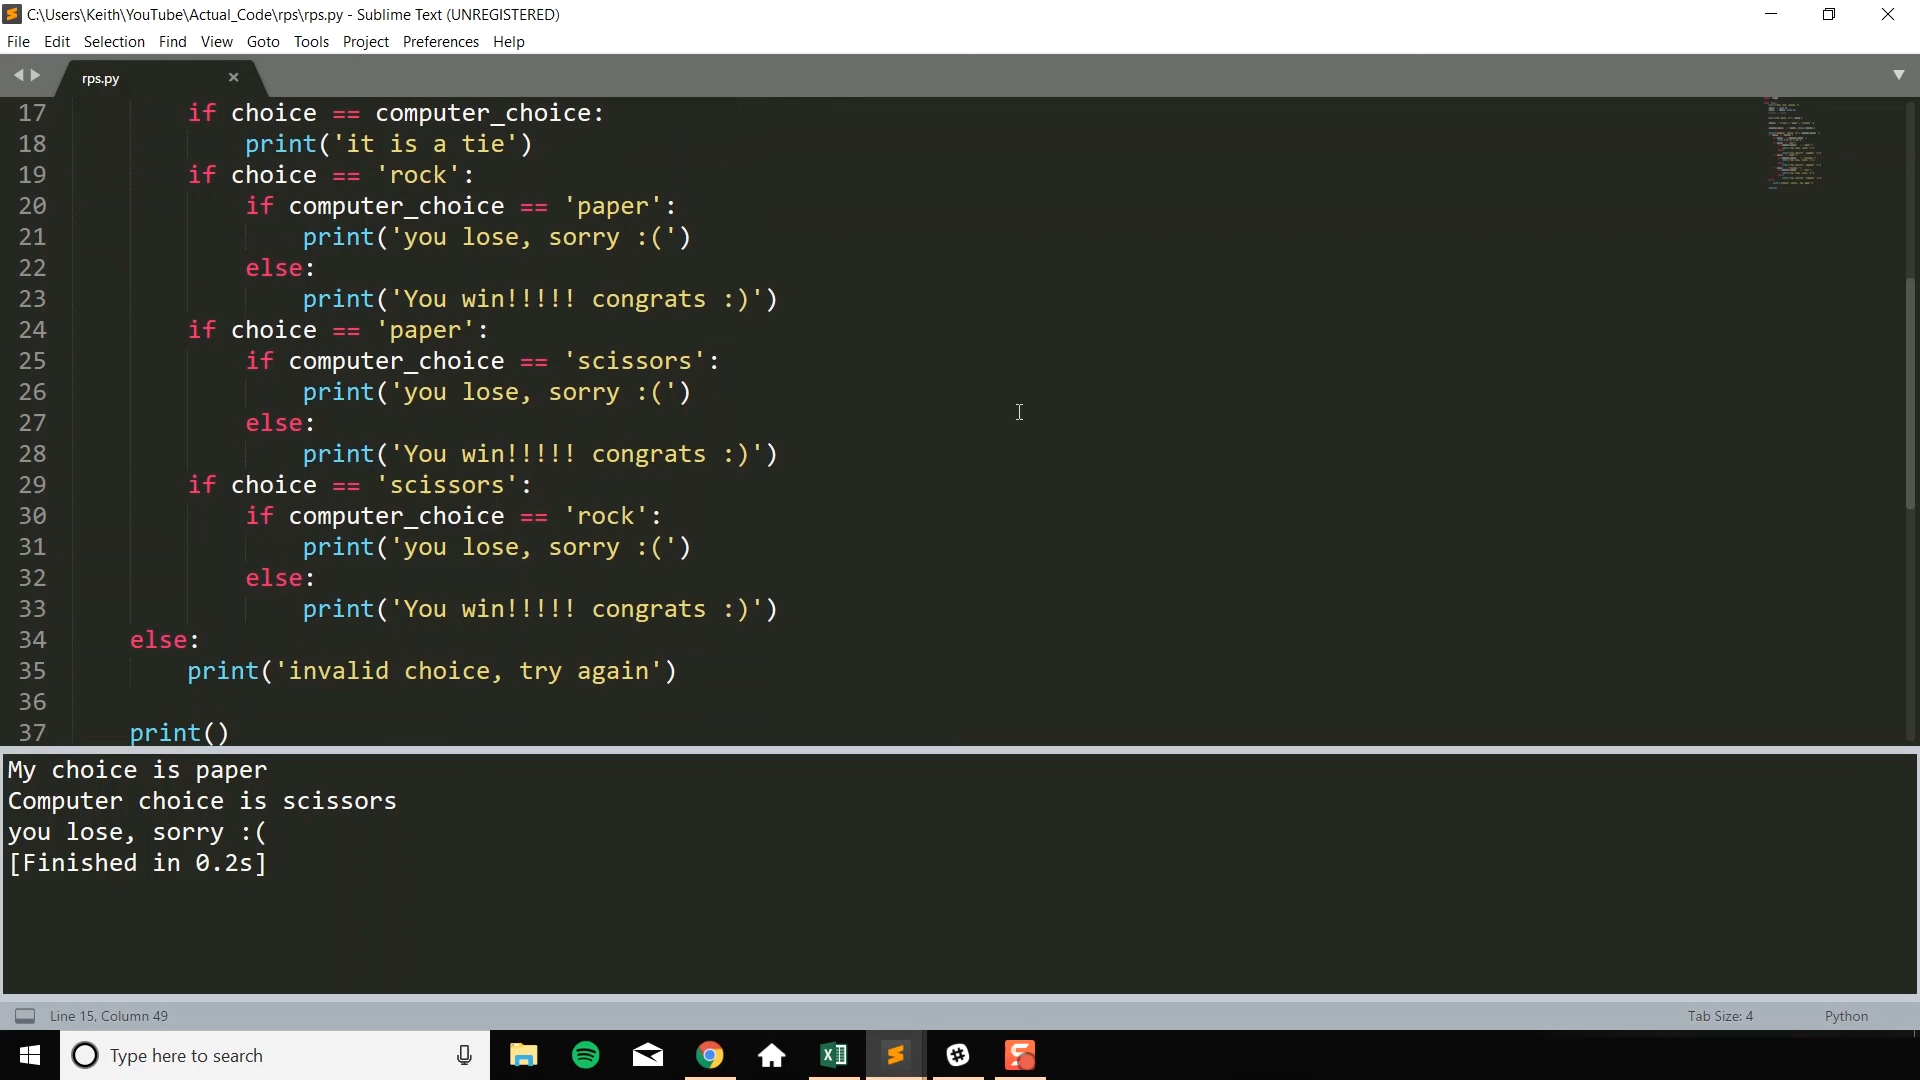 C:\Users\Keith\YouTube\Actual_Code\rps\rps.py - Sublime Text (UNREGISTERED)
File Edit Selection Find View Goto Tools Project Preferences Help
rps.py
17 if choice == computer_choice:
18 print('it is a tie')
19 if choice == 'rock':
20 if computer_choice == 'paper':
21 print('you lose, sorry :(')
22 else:
23 print('You win!!!!! congrats :)')
24 if choice == 'paper':
25 if computer_choice == 'scissors':
26 print('you lose, sorry :(')
27 else:
28 print('You win!!!!! congrats :)')
29 if choice == 'scissors':
30 if computer_choice == 'rock':
31 print('you lose, sorry :(')
32 else:
33 print('You win!!!!! congrats :)')
34 else:
35 print('invalid choice, try again')
36
37 print()
My choice is paper
Computer choice is scissors
you lose, sorry :(
[Finished in 0.2s]
Line 15, Column 49 Tab Size: 4 Python
Type here to search